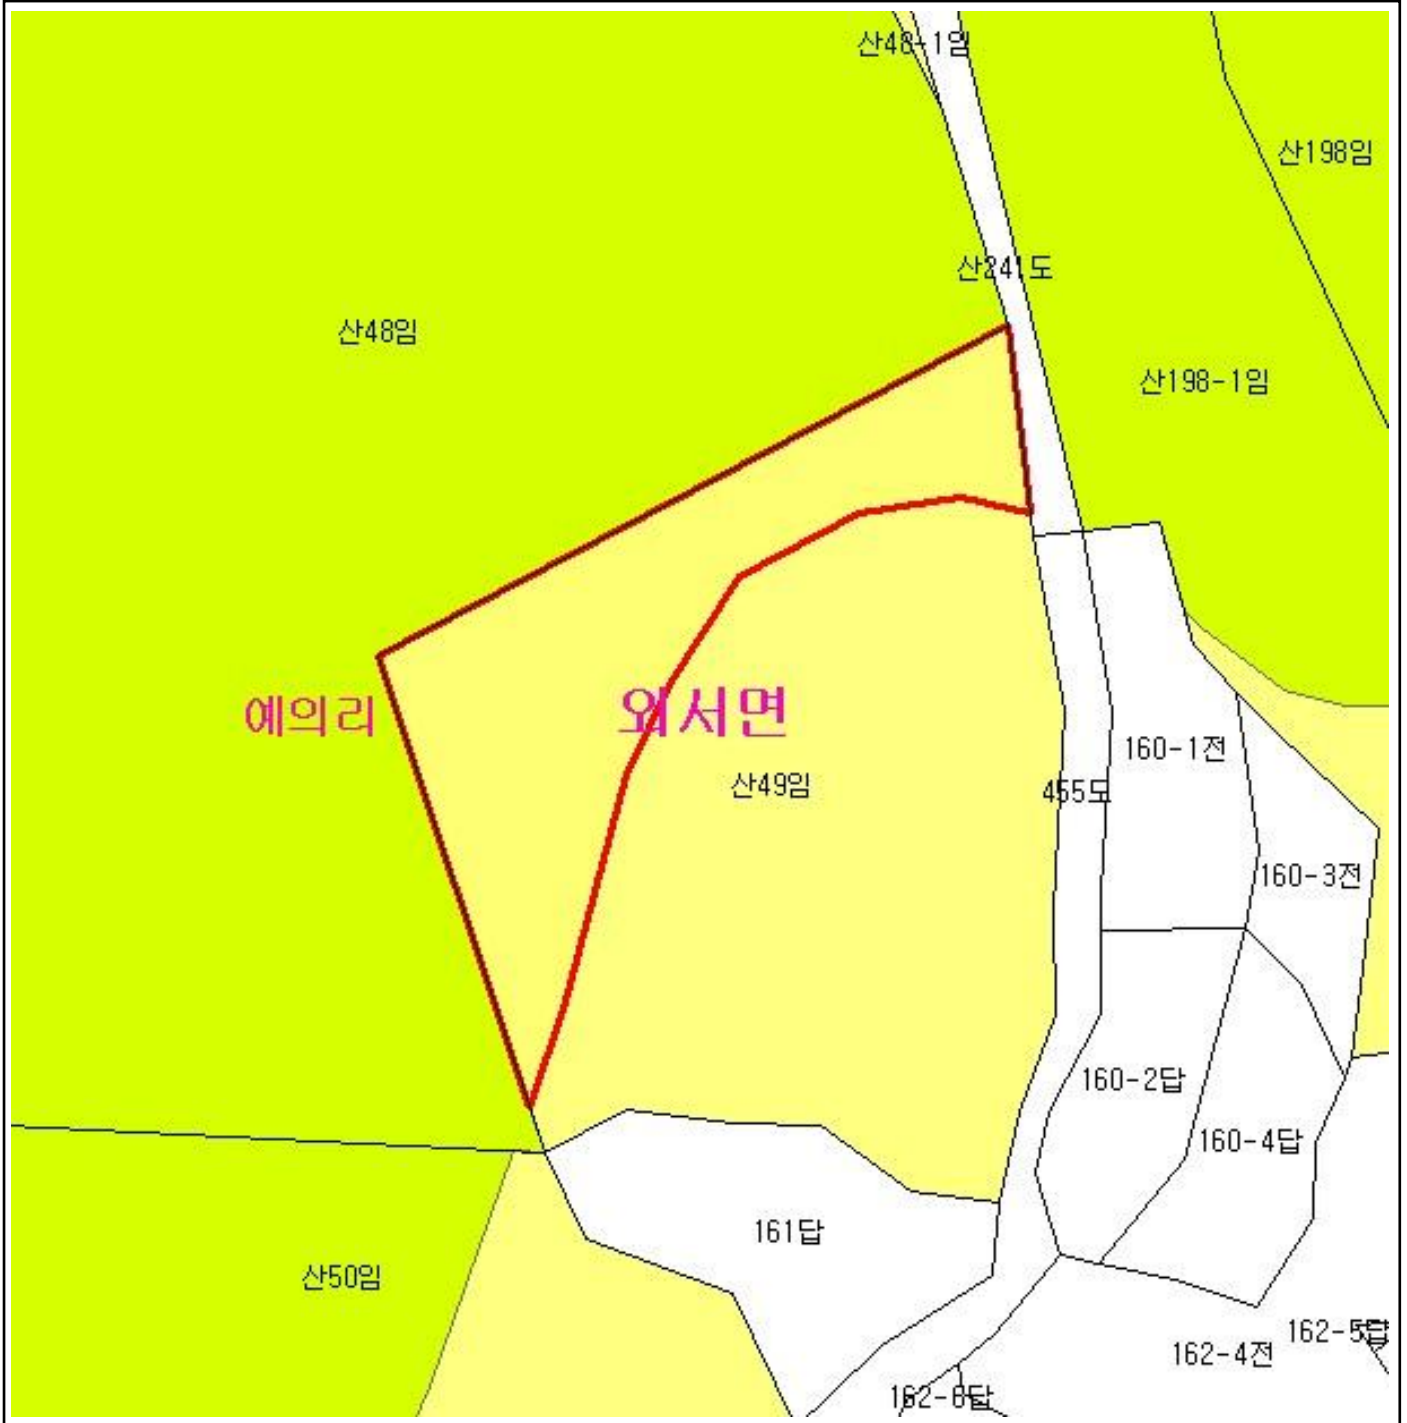 산48-1임
산198임
산241도
산48임
산198-1임
예의리
외서면
160-1전
산49임
455도
160-3전
160-2답
160-4답
161답
산50임
162-5답
162-4전
162-6답